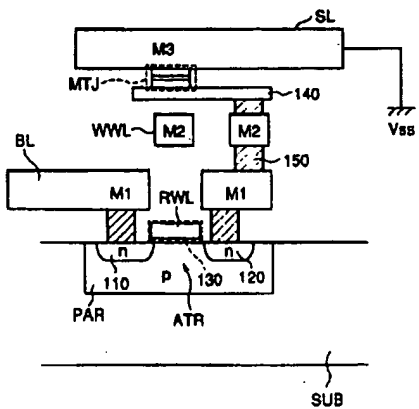 SL
M3
MTJ
140
Vss
WWL
M2
M2
BL
150
M1
RWL
M1
n
n
110
130
120
p
PAR
ATR
SUB